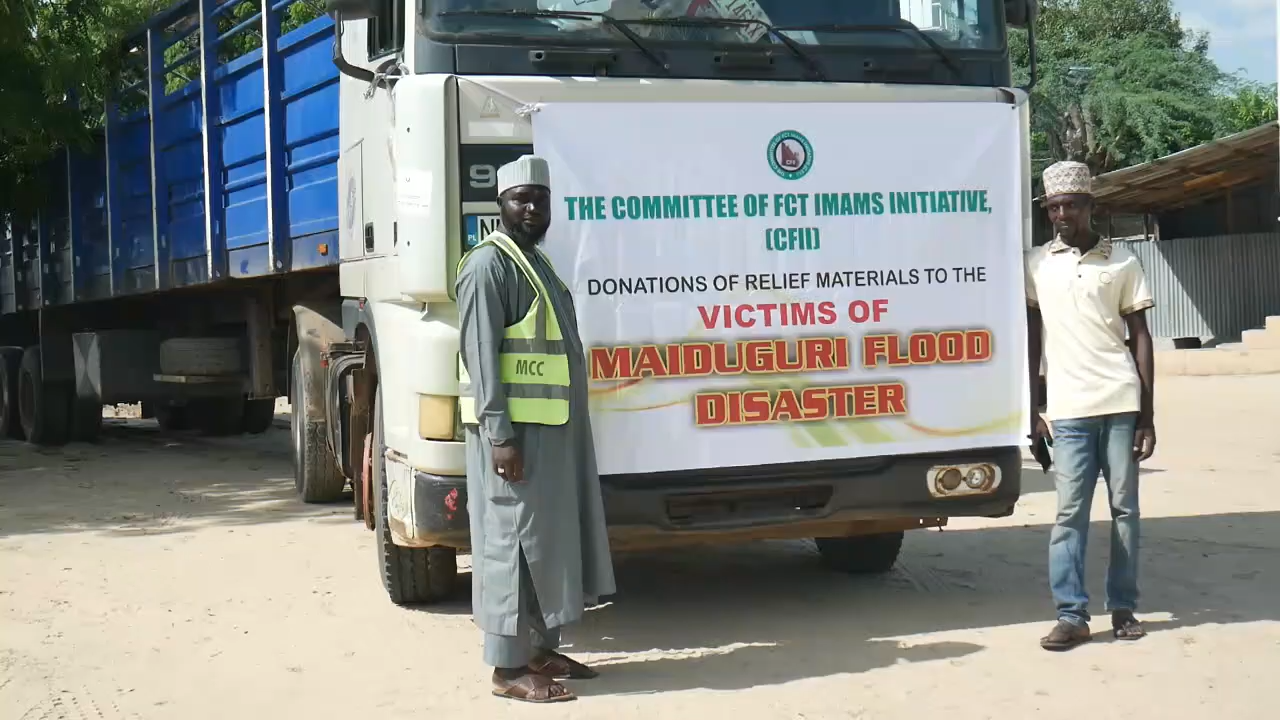 THE COMMITTEE OF FCT IMAMS INITIATIVE,
(CFII)
DONATIONS OF RELIEF MATERIALS TO THE
VICTIMS OF
MAIDUGURI FLOOD
DISASTER
MCC
PL